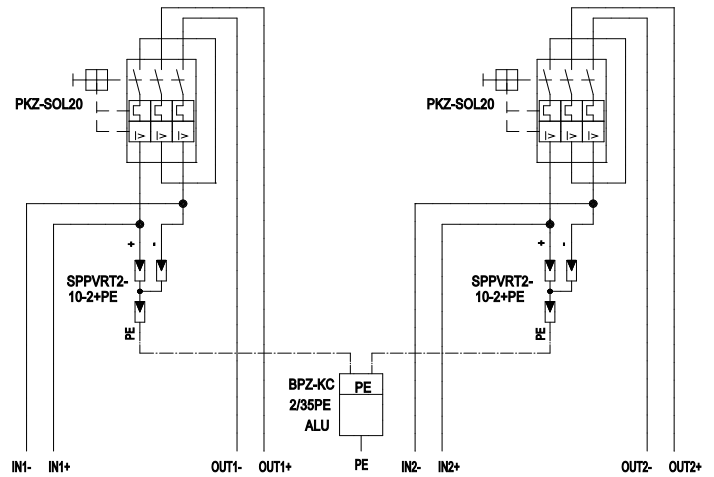 PKZ-SOL20
PKZ-SOL20
I>
I>
I>
I>
I>
I>
+
-
+
-
SPPVRT2-
10-2+PE
SPPVRT2-
10-2+PE
PE
PE
BPZ-KC
PE
2/35PE
ALU
IN1-
IN1+
OUT1-
OUT1+
PE
IN2-
IN2+
OUT2-
OUT2+